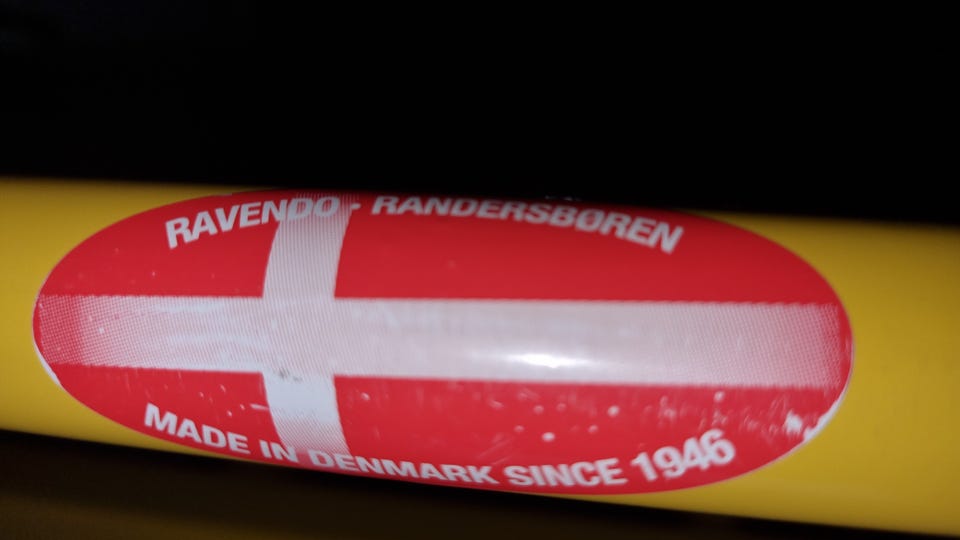 RAVENDO - RANDERSBØREN
MADE IN DENMARK SINCE 1946